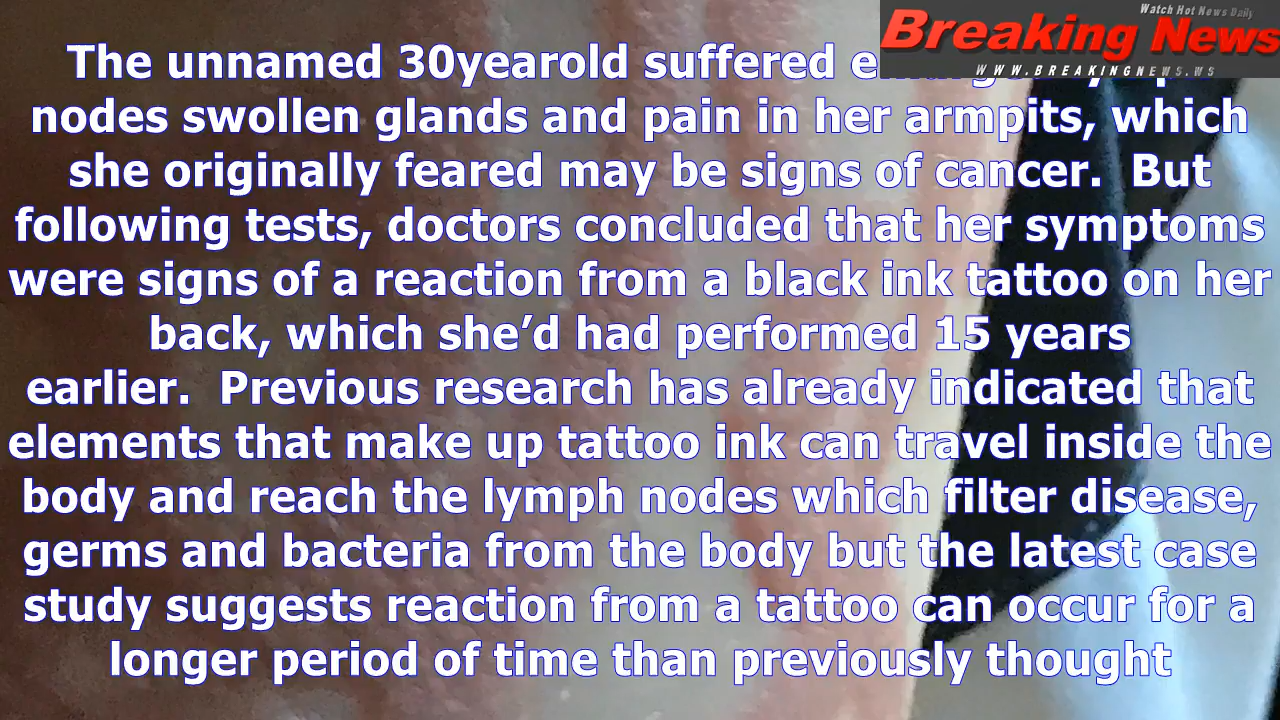 Watch Hot News Daily
Breaking News
WWW.BREAKINGNEWS.WS
The unnamed 30yearold suffered
nodes swollen glands and pain in her armpits, which
she originally feared may be signs of cancer.  But
following tests, doctors concluded that her symptoms
were signs of a reaction from a black ink tattoo on her
back, which she’d had performed 15 years
earlier.  Previous research has already indicated that
elements that make up tattoo ink can travel inside the
body and reach the lymph nodes which filter disease,
germs and bacteria from the body but the latest case
study suggests reaction from a tattoo can occur for a
longer period of time than previously thought